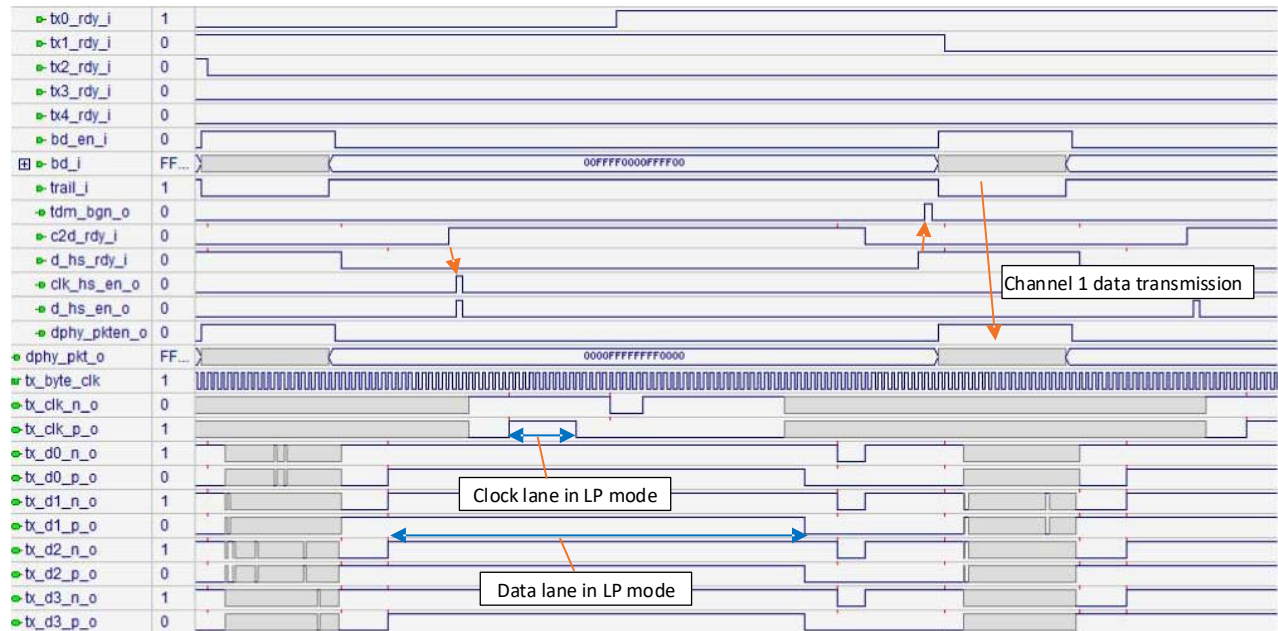 tx0_rdy_i 1
tx1_rdy_i 0
tx2_rdy_i 0
tx3_rdy_i 0
tx4_rdy_i 0
bd_en_i 0
bd_i FF... 00FFFF0000FFFF00
trail_i 1
tdm_bgn_o 0
c2d_rdy_i 0
d_hs_rdy_i 0
clk_hs_en_o 0
Channel 1 data transmission
d_hs_en_o 0
dphy_pkten_o 0
dphy_pkt_o FF... 0000FFFFFFFF0000
tx_byte_clk 1
tx_clk_n_o 0
tx_clk_p_o 1
tx_d0_n_o 1
tx_d0_p_o 0
Clock lane in LP mode
tx_d1_n_o 1
tx_d1_p_o 0
tx_d2_n_o 1
tx_d2_p_o 0
Data lane in LP mode
tx_d3_n_o 1
tx_d3_p_o 0